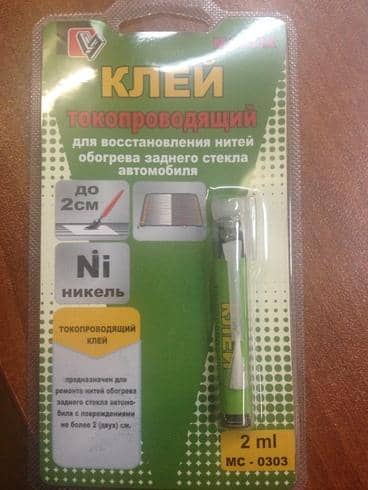 КЛЕЙ
токопроводящий
для восстановления нитей
обогрева заднего стекла
автомобиля
до
2см
Ni
никель
ТОКОПРОВОДЯЩИЙ
КЛЕЙ
предназначен для
ремонта нитей обогрева
заднего стекла автомо-
биля с повреждениями
не более 2 (двух) см.
2 ml
МС - 0303